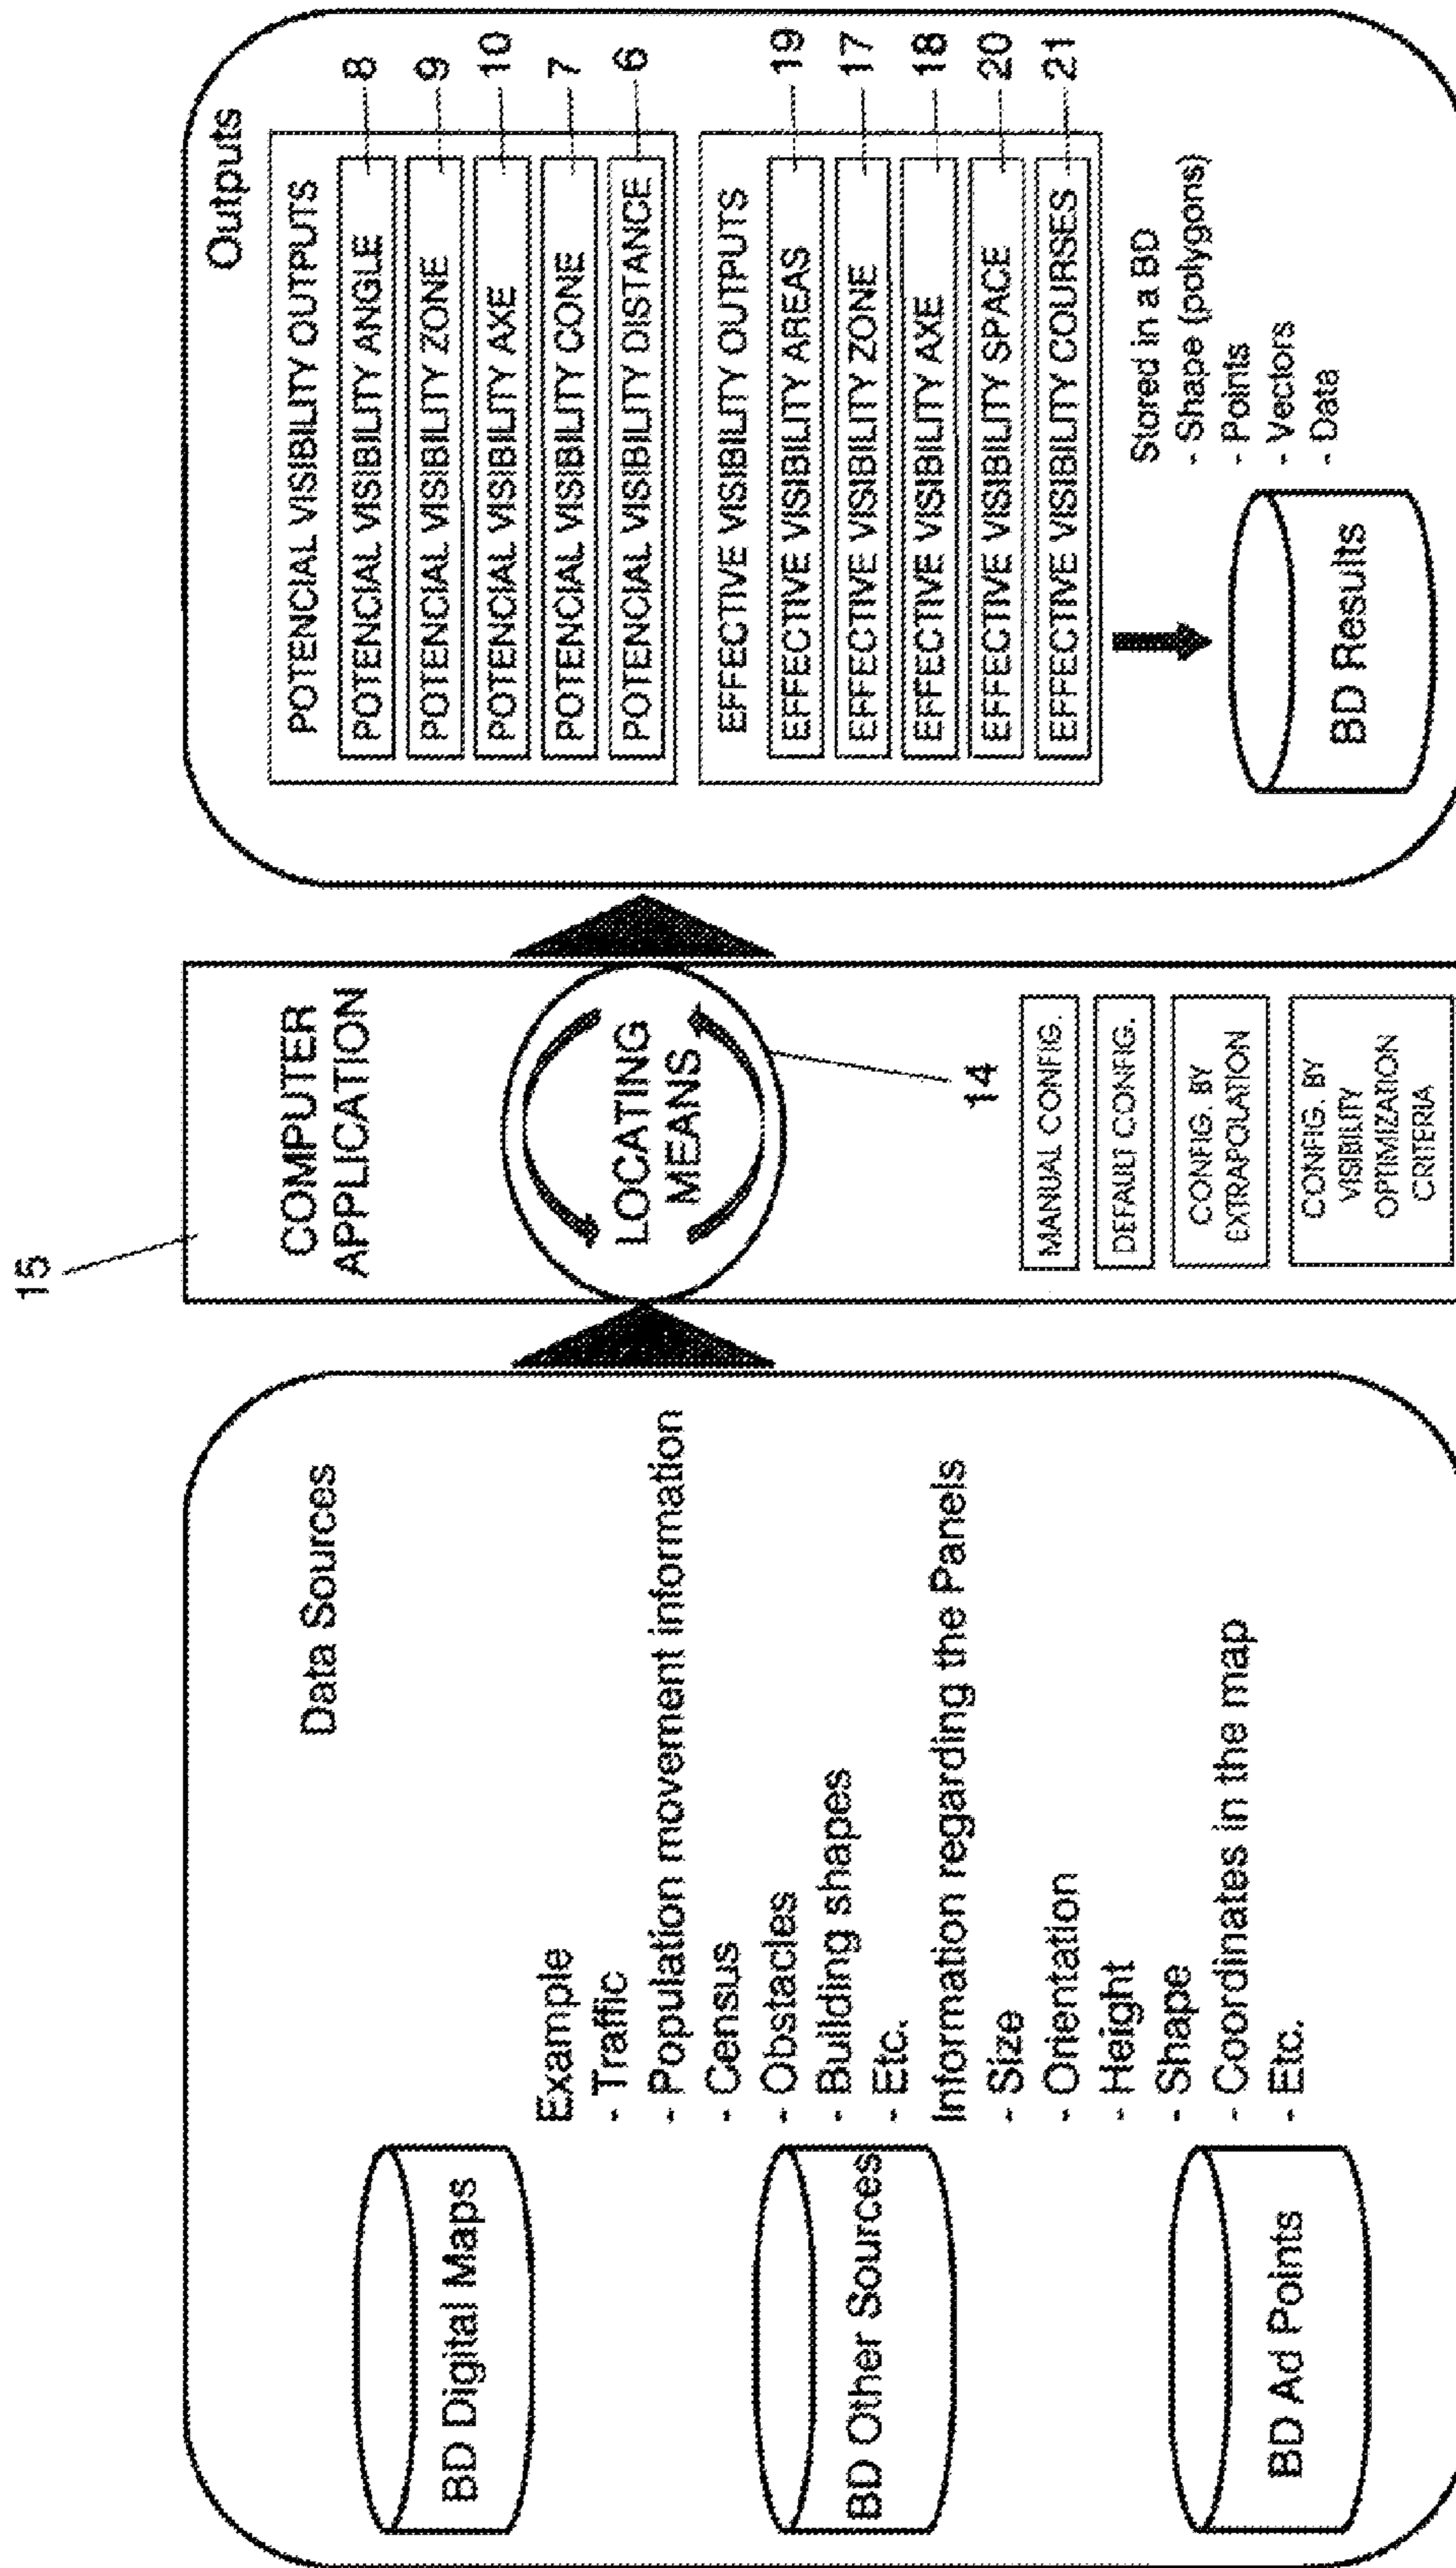 15
Data Sources
BD Digital Maps
Example
- Traffic
- Population movement information
- Census
- Obstacles
- Building shapes
- Etc.
BD Other Sources
Information regarding the Panels
- Size
- Orientation
- Height
- Shape
- Coordinates in the map
- Etc.
BD Ad Points
COMPUTER
APPLICATION
LOCATING
MEANS
14
MANUAL CONFIG.
DEFAULT CONFIG.
CONFIG. BY
EXTRAPOLATION
CONFIG. BY
VISIBILITY
OPTIMIZATION
CRITERIA
Outputs
POTENCIAL VISIBILITY OUTPUTS
POTENCIAL VISIBILITY ANGLE 8
POTENCIAL VISIBILITY ZONE 9
POTENCIAL VISIBILITY AXE 10
POTENCIAL VISIBILITY CONE 7
POTENCIAL VISIBILITY DISTANCE 6
EFFECTIVE VISIBILITY OUTPUTS
EFFECTIVE VISIBILITY AREAS 19
EFFECTIVE VISIBILITY ZONE 17
EFFECTIVE VISIBILITY AXE 18
EFFECTIVE VISIBILITY SPACE 20
EFFECTIVE VISIBILITY COURSES 21
Stored in a BD
- Shape (polygons)
- Points
- Vectors
- Data
BD Results